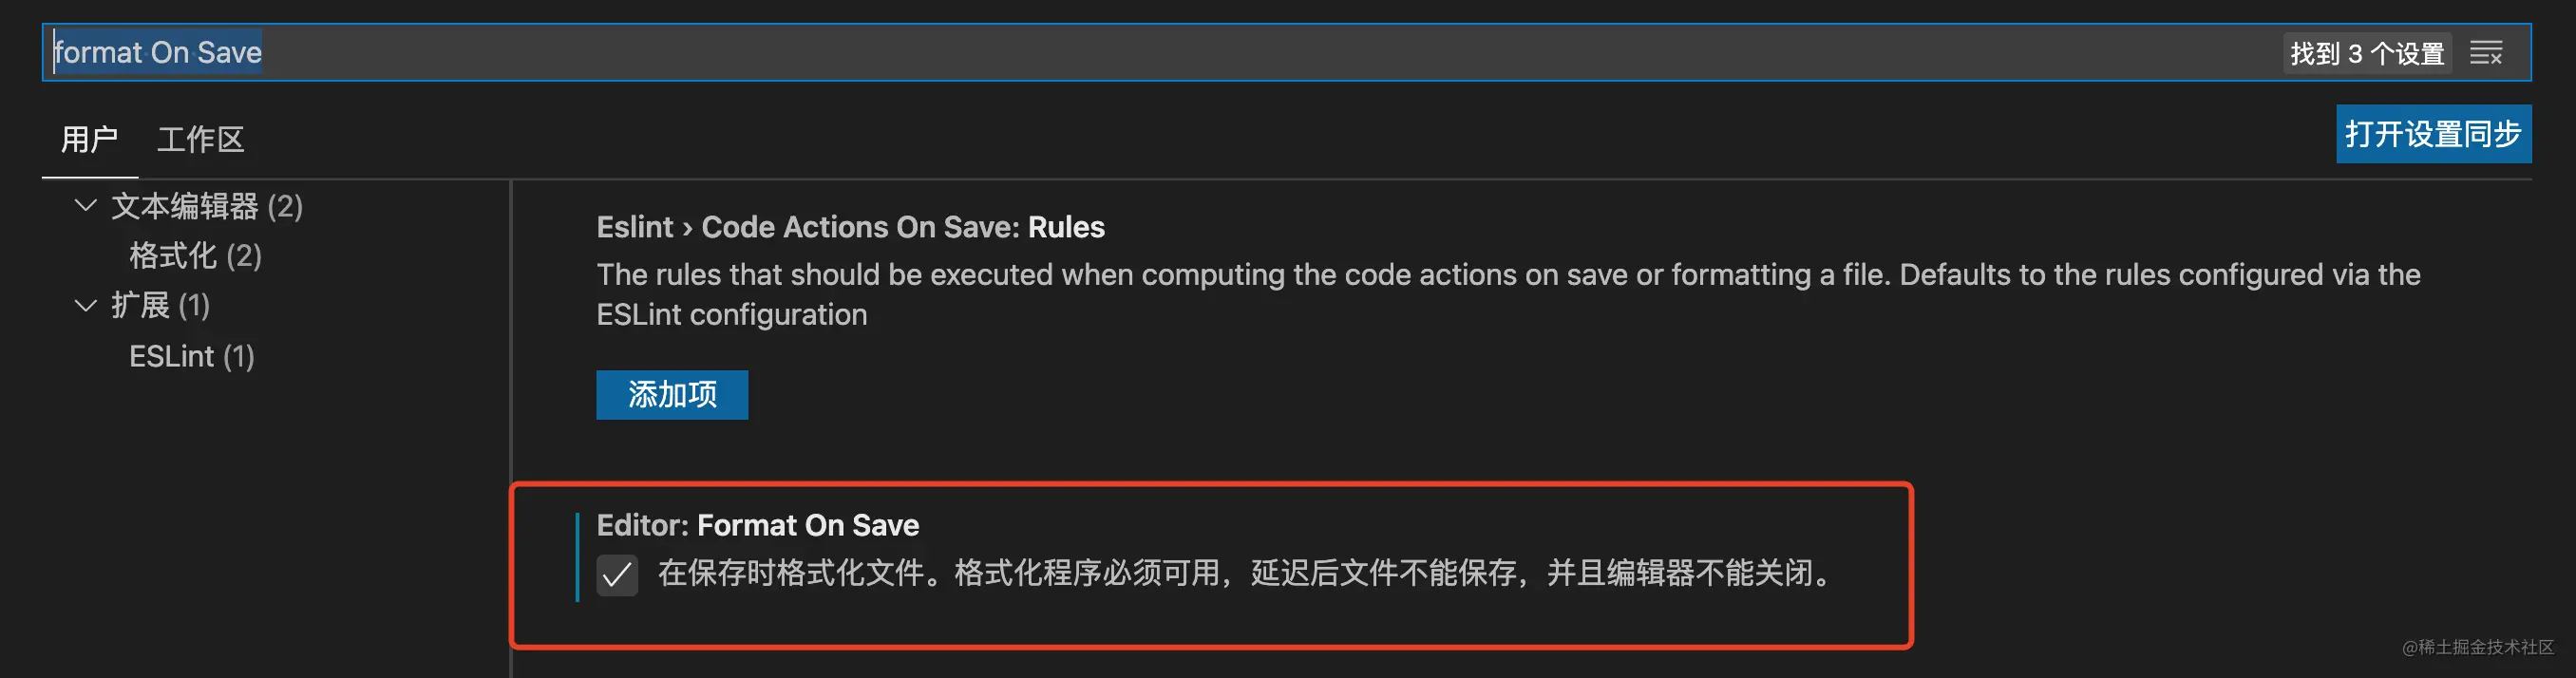 format On Save
找到 3 个设置
用户 工作区
打开设置同步
文本编辑器 (2)
格式化 (2)
扩展 (1)
ESLint (1)
Eslint › Code Actions On Save: Rules
The rules that should be executed when computing the code actions on save or formatting a file. Defaults to the rules configured via the
ESLint configuration
添加项
Editor: Format On Save
在保存时格式化文件。格式化程序必须可用，延迟后文件不能保存，并且编辑器不能关闭。
@稀土掘金技术社区